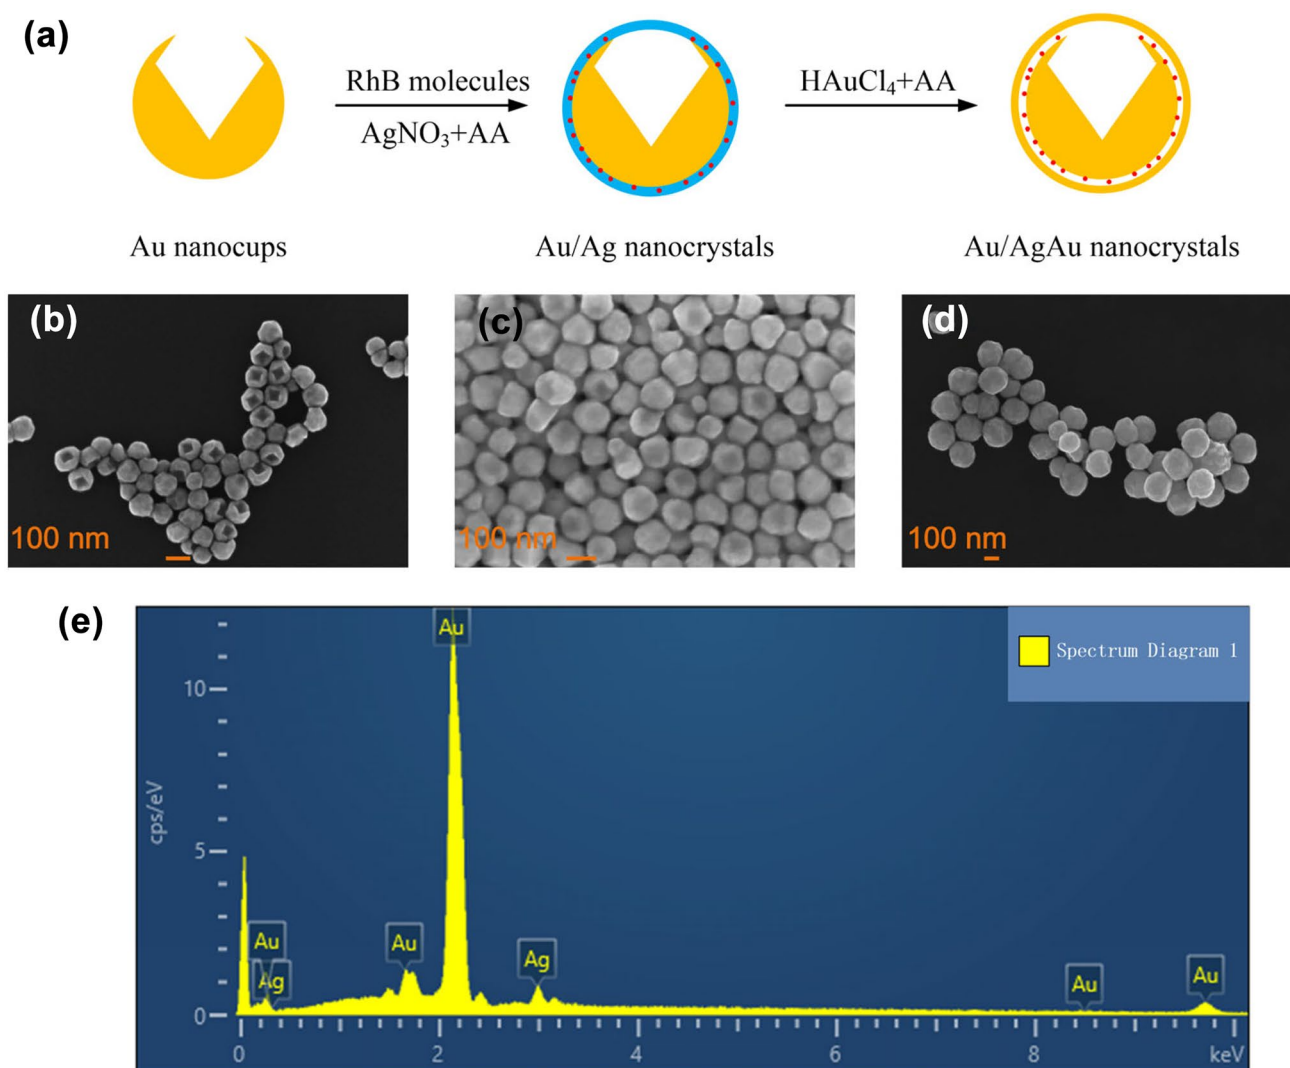 (a)
RhB molecules
AgNO₃+AA
HAuCl₄+AA
Au nanocups
Au/Ag nanocrystals
Au/AgAu nanocrystals
(b)
(c)
(d)
100 nm
100 nm
100 nm
(e)
Au
Spectrum Diagram 1
10
cps/eV
5
Au
Au
Ag
Ag
Au
Au
0
0
2
4
6
8
keV